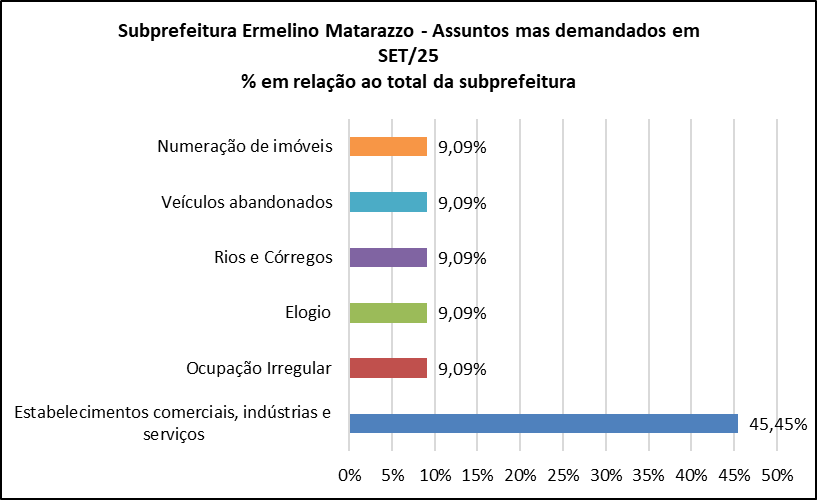 Subprefeitura Ermelino Matarazzo - Assuntos mas demandados em
SET/25
% em relação ao total da subprefeitura
Numeração de imóveis 9,09%
Veículos abandonados 9,09%
Rios e Córregos 9,09%
Elogio 9,09%
Ocupação Irregular 9,09%
Estabelecimentos comerciais, indústrias e
serviços 45,45%
0% 5% 10% 15% 20% 25% 30% 35% 40% 45% 50%